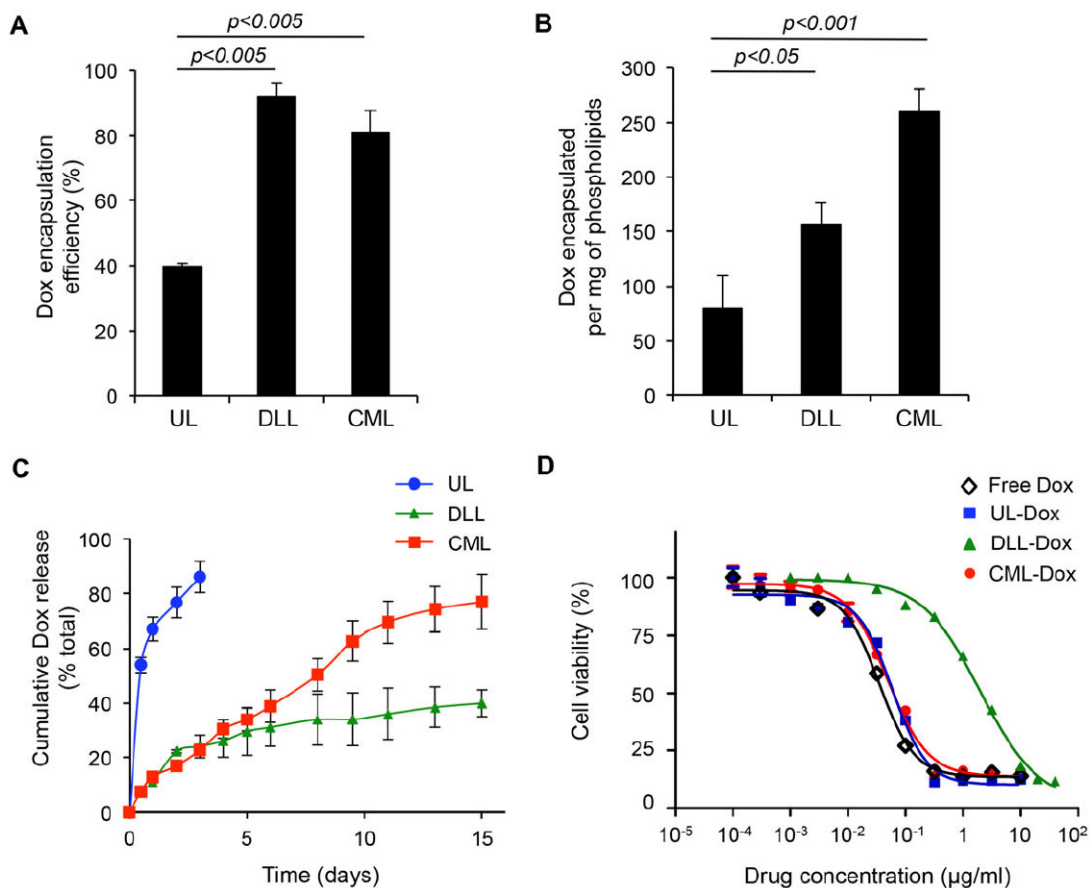 A
p<0.005
p<0.005
Dox encapsulation
efficiency (%)
100
80
60
40
20
0
UL
DLL
CML
B
p<0.001
p<0.05
Dox encapsulated
per mg of phospholipids
300
250
200
150
100
50
0
UL
DLL
CML
C
UL
DLL
CML
Cumulative Dox release
(% total)
100
80
60
40
20
0
0
5
10
15
Time (days)
D
Free Dox
UL-Dox
DLL-Dox
CML-Dox
Cell viability (%)
100
75
50
25
0
10⁻⁵
10⁻⁴
10⁻³
10⁻²
10⁻¹
1
10
10²
Drug concentration (µg/ml)